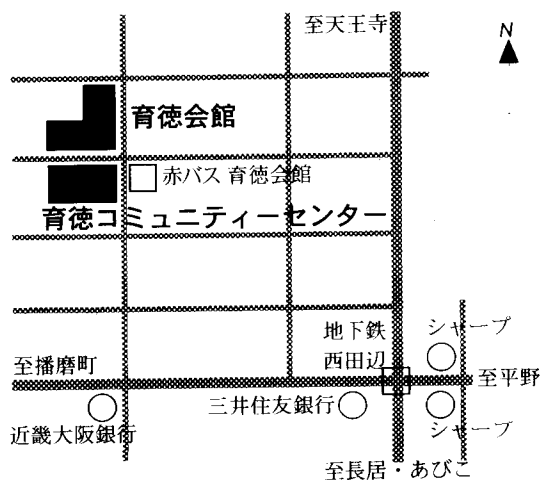 至天王寺
N
育徳会館
赤バス 育徳会館
育徳コミュニティーセンター
地下鉄
西田辺
シャープ
至播磨町
至平野
三井住友銀行
近畿大阪銀行
シャープ
至長居・あびこ